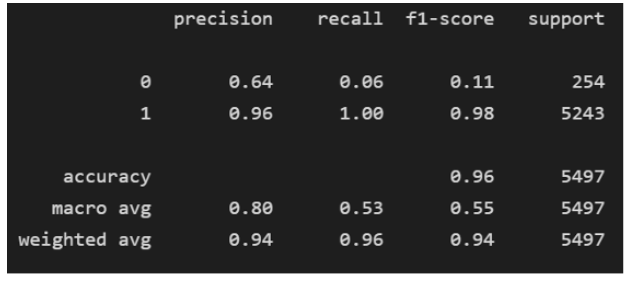 precision recall f1-score support
0 0.64 0.06 0.11 254
1 0.96 1.00 0.98 5243
accuracy 0.96 5497
macro avg 0.80 0.53 0.55 5497
weighted avg 0.94 0.96 0.94 5497